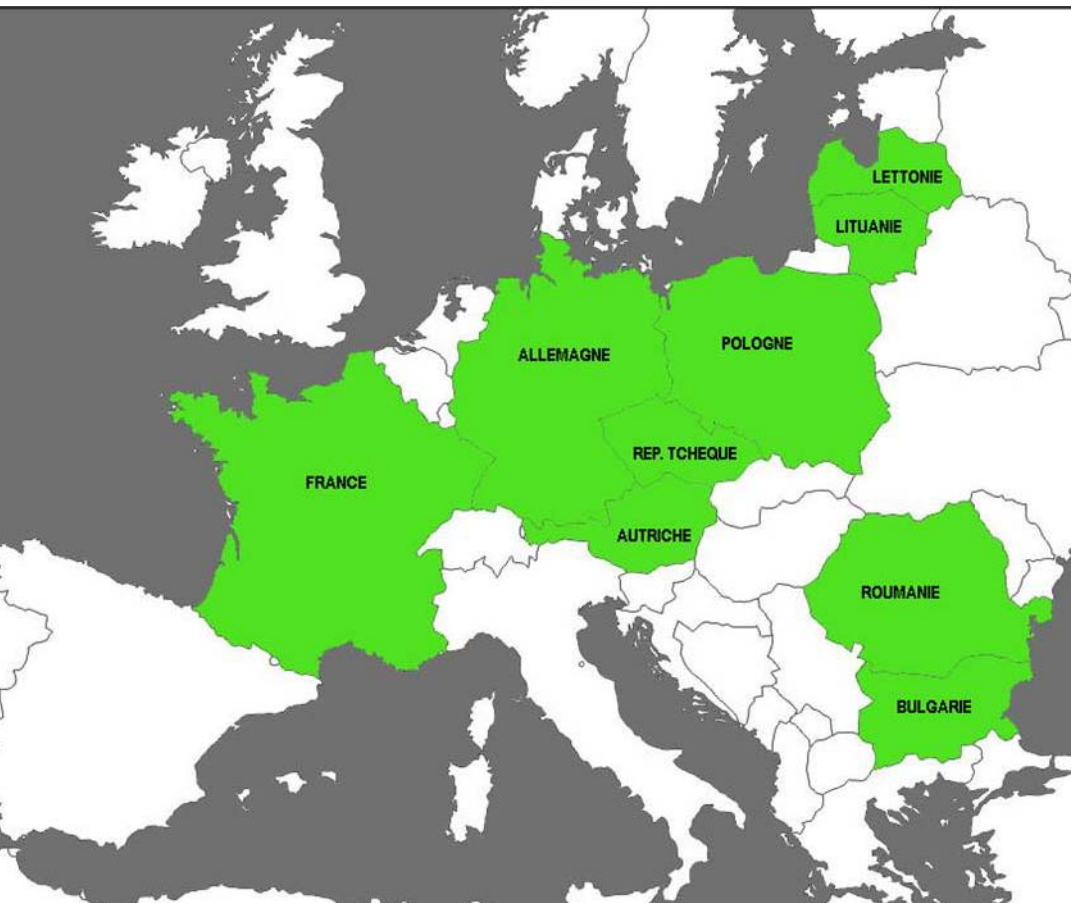 LETTONIE
LITUANIE
POLOGNE
ALLEMAGNE
REP. TCHEQUE
FRANCE
AUTRICHE
ROUMANIE
BULGARIE